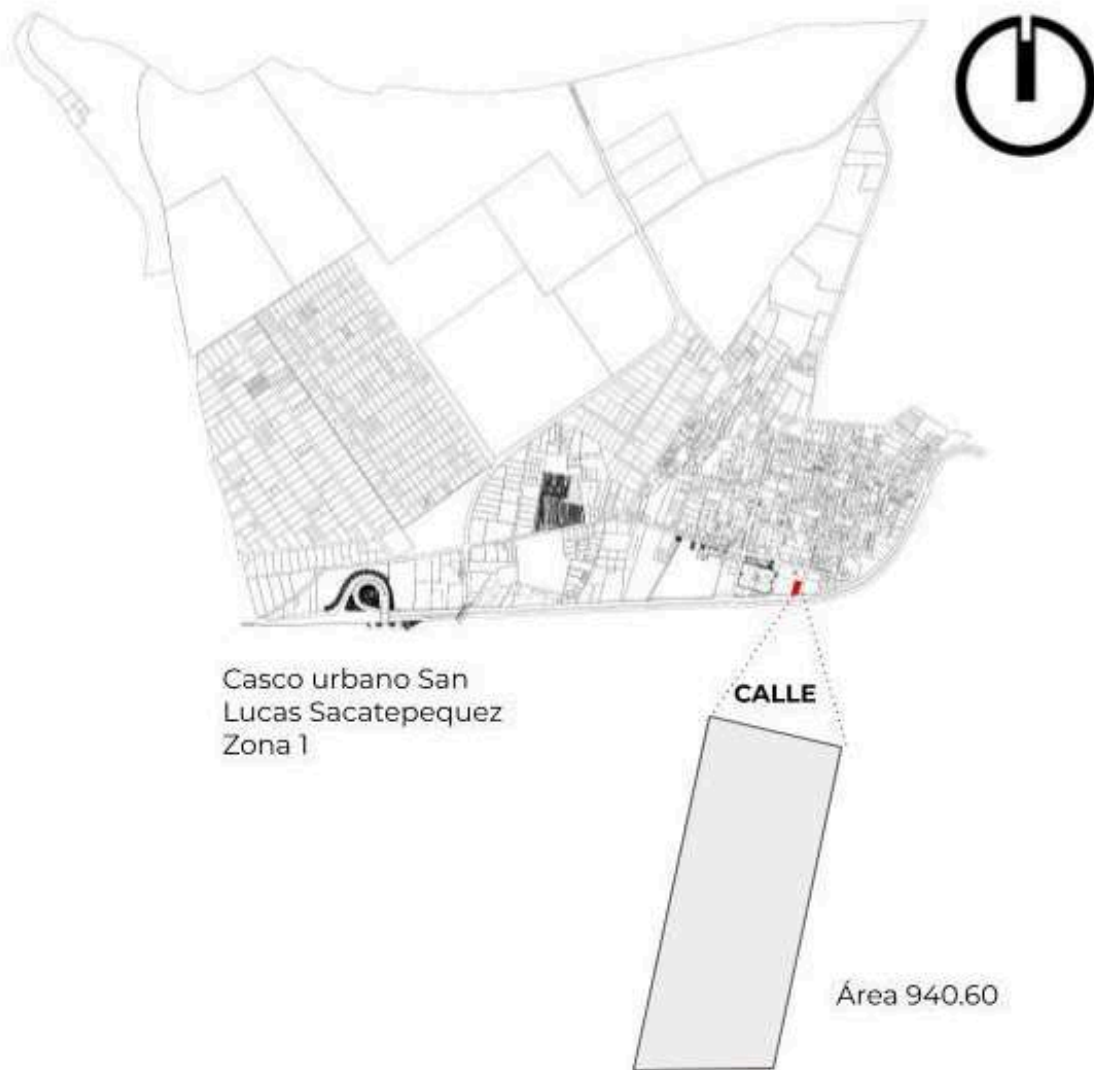 Casco urbano San
Lucas Sacatepequez
Zona 1
CALLE
Área 940.60